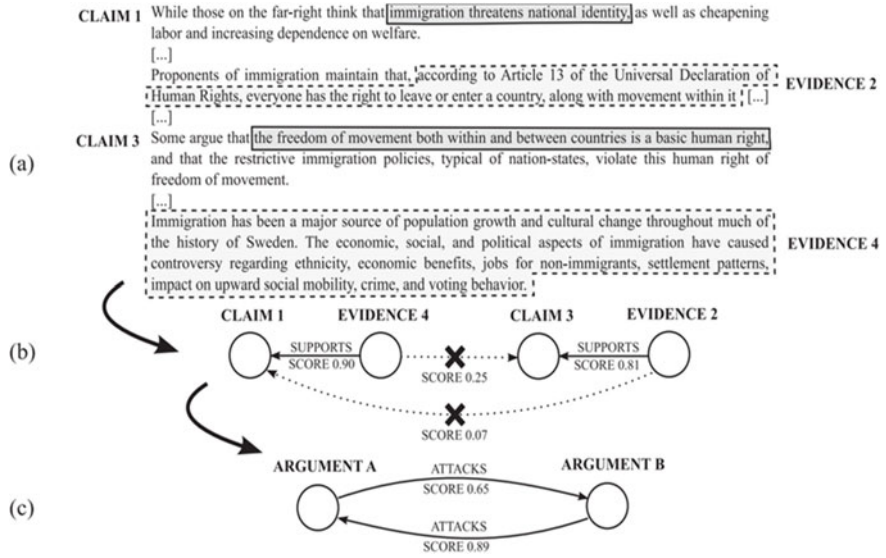 CLAIM 1 While those on the far-right think that immigration threatens national identity, as well as cheapening
labor and increasing dependence on welfare.
[...]
Proponents of immigration maintain that, according to Article 13 of the Universal Declaration of
EVIDENCE 2
Human Rights, everyone has the right to leave or enter a country, along with movement within it [...]
[...]
CLAIM 3 Some argue that the freedom of movement both within and between countries is a basic human right,
(a) and that the restrictive immigration policies, typical of nation-states, violate this human right of
freedom of movement.
[...]
Immigration has been a major source of population growth and cultural change throughout much of
the history of Sweden. The economic, social, and political aspects of immigration have caused
EVIDENCE 4
controversy regarding ethnicity, economic benefits, jobs for non-immigrants, settlement patterns,
impact on upward social mobility, crime, and voting behavior.
CLAIM 1 EVIDENCE 4 CLAIM 3 EVIDENCE 2
(b) SUPPORTS SUPPORTS
SCORE 0.90 SCORE 0.25 SCORE 0.81
SCORE 0.07
ARGUMENT A ATTACKS ARGUMENT B
SCORE 0.65
(c)
ATTACKS
SCORE 0.89